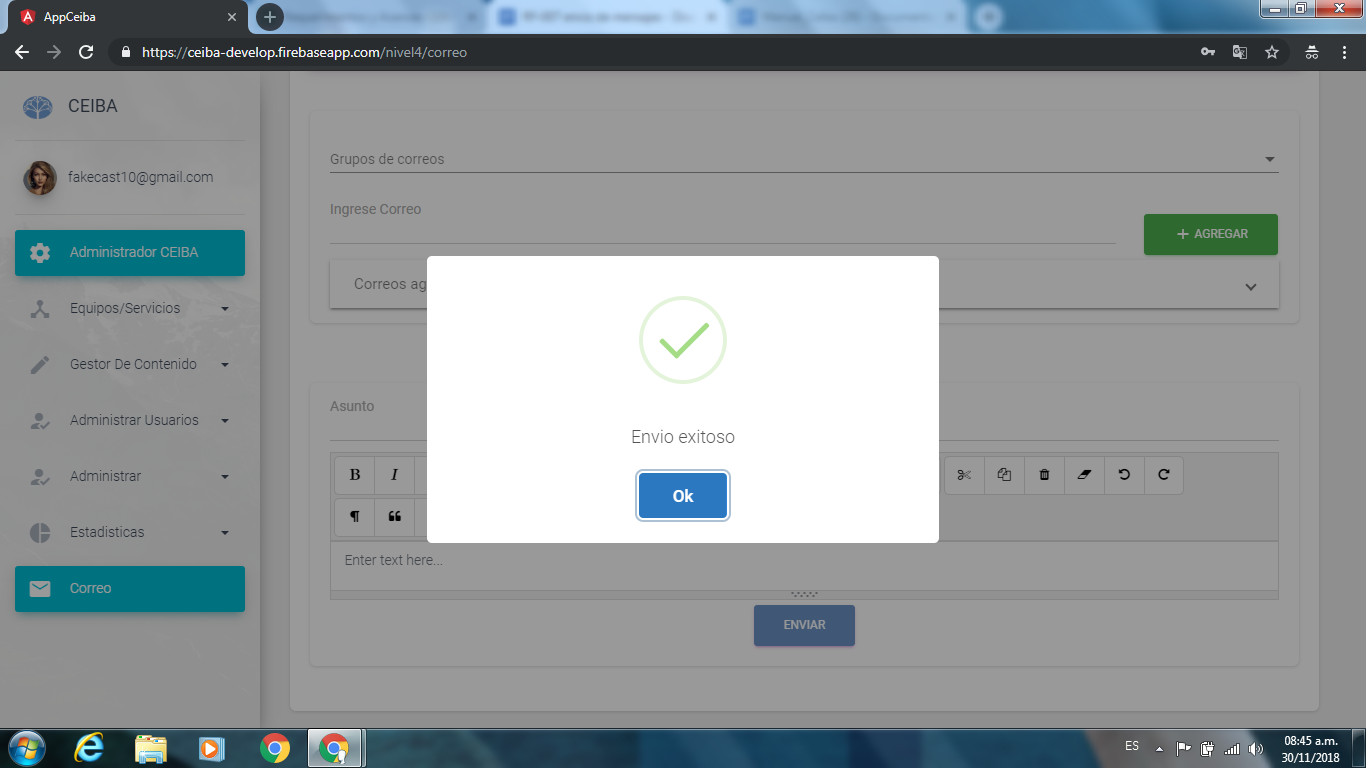 AppCeiba
https://ceiba-develop.firebaseapp.com/nivel4/correo
CEIBA
fakecast10@gmail.com
Administrador CEIBA
Equipos/Servicios
Gestor De Contenido
Administrar Usuarios
Administrar
Estadisticas
Correo
Grupos de correos
Ingrese Correo
+ AGREGAR
Correos ag
Envio exitoso
Ok
Asunto
B I
Enter text here...
ENVIAR
ES
08:45 a.m.
30/11/2018